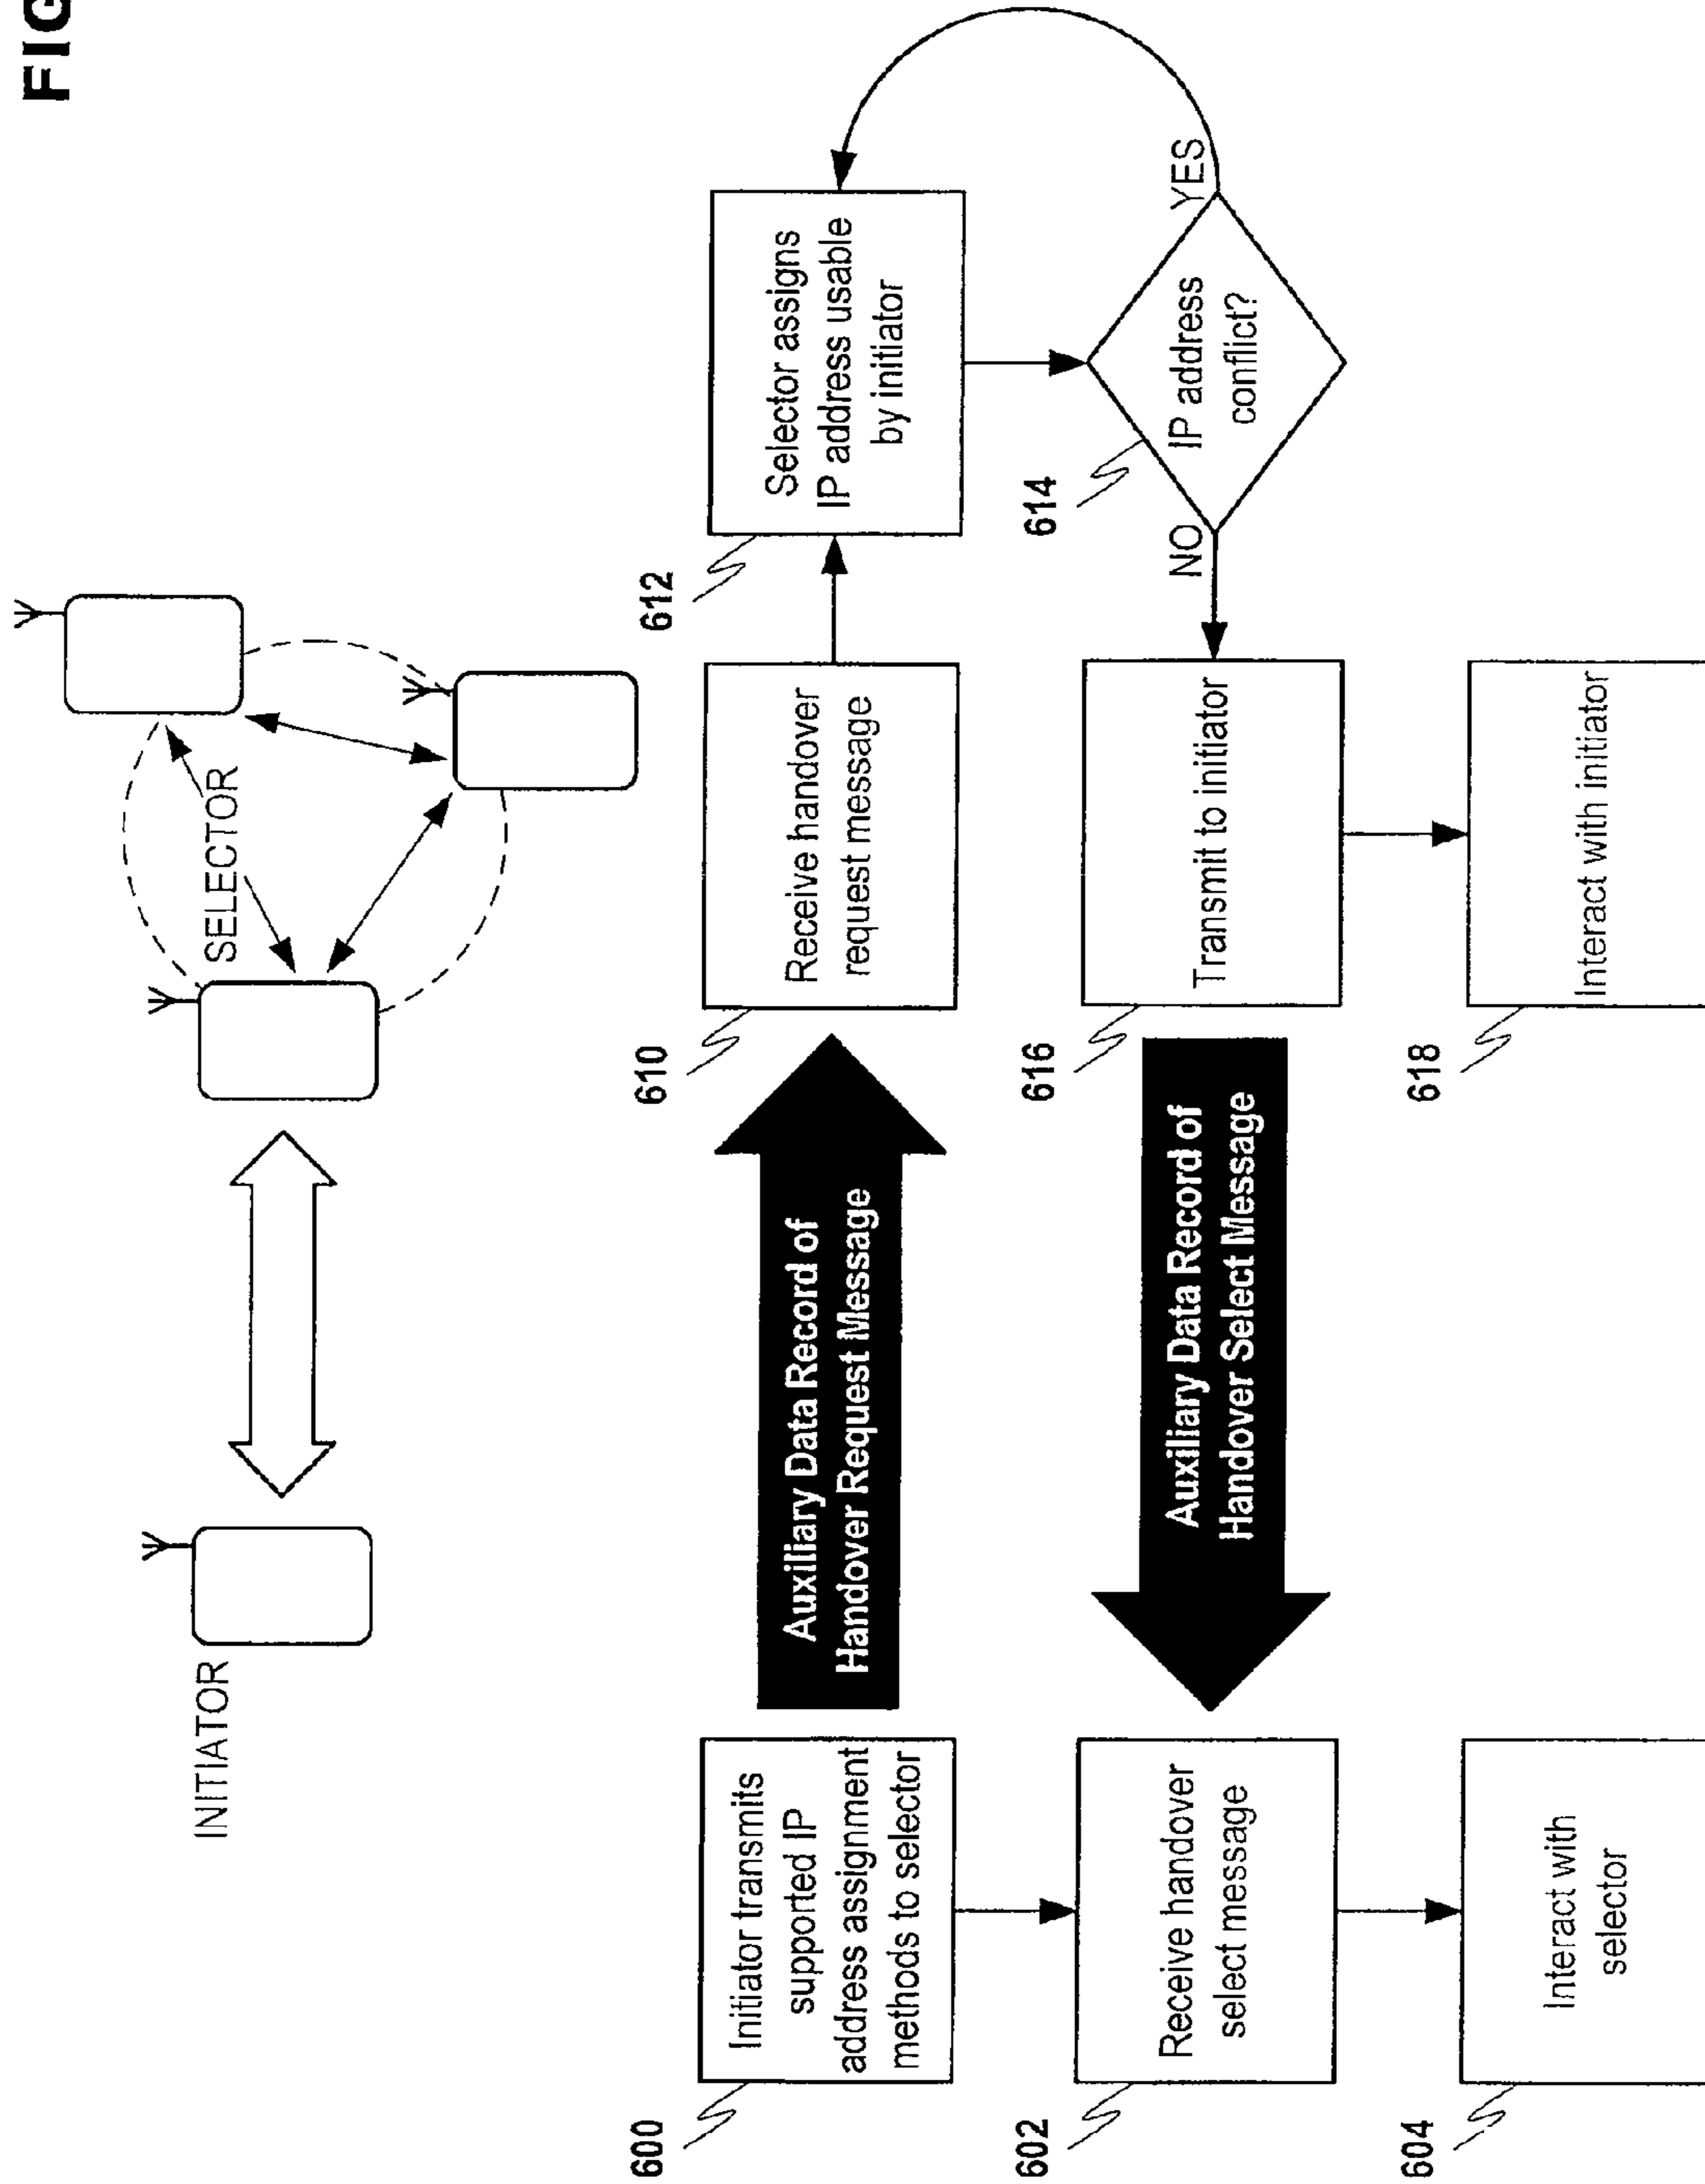 FIG
INITIATOR
SELECTOR
600
Initiator transmits
supported IP
address assignment
methods to selector
Auxiliary Data Record of
Handover Request Message
610
Receive handover
request message
612
Selector assigns
IP address usable
by initiator
614
IP address
conflict?
YES
NO
602
Receive handover
select message
Auxiliary Data Record of
Handover Select Message
616
Transmit to initiator
604
Interact with
selector
618
Interact with initiator